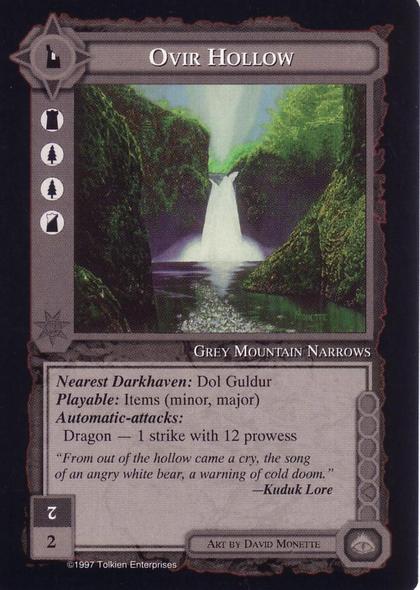 OVIR HOLLOW
MONETTE
GREY MOUNTAIN NARROWS
Nearest Darkhaven: Dol Guldur
Playable: Items (minor, major)
Automatic-attacks:
Dragon — 1 strike with 12 prowess
“From out of the hollow came a cry, the song
of an angry white bear, a warning of cold doom.”
—Kuduk Lore
2
2
ART BY DAVID MONETTE
©1997 Tolkien Enterprises